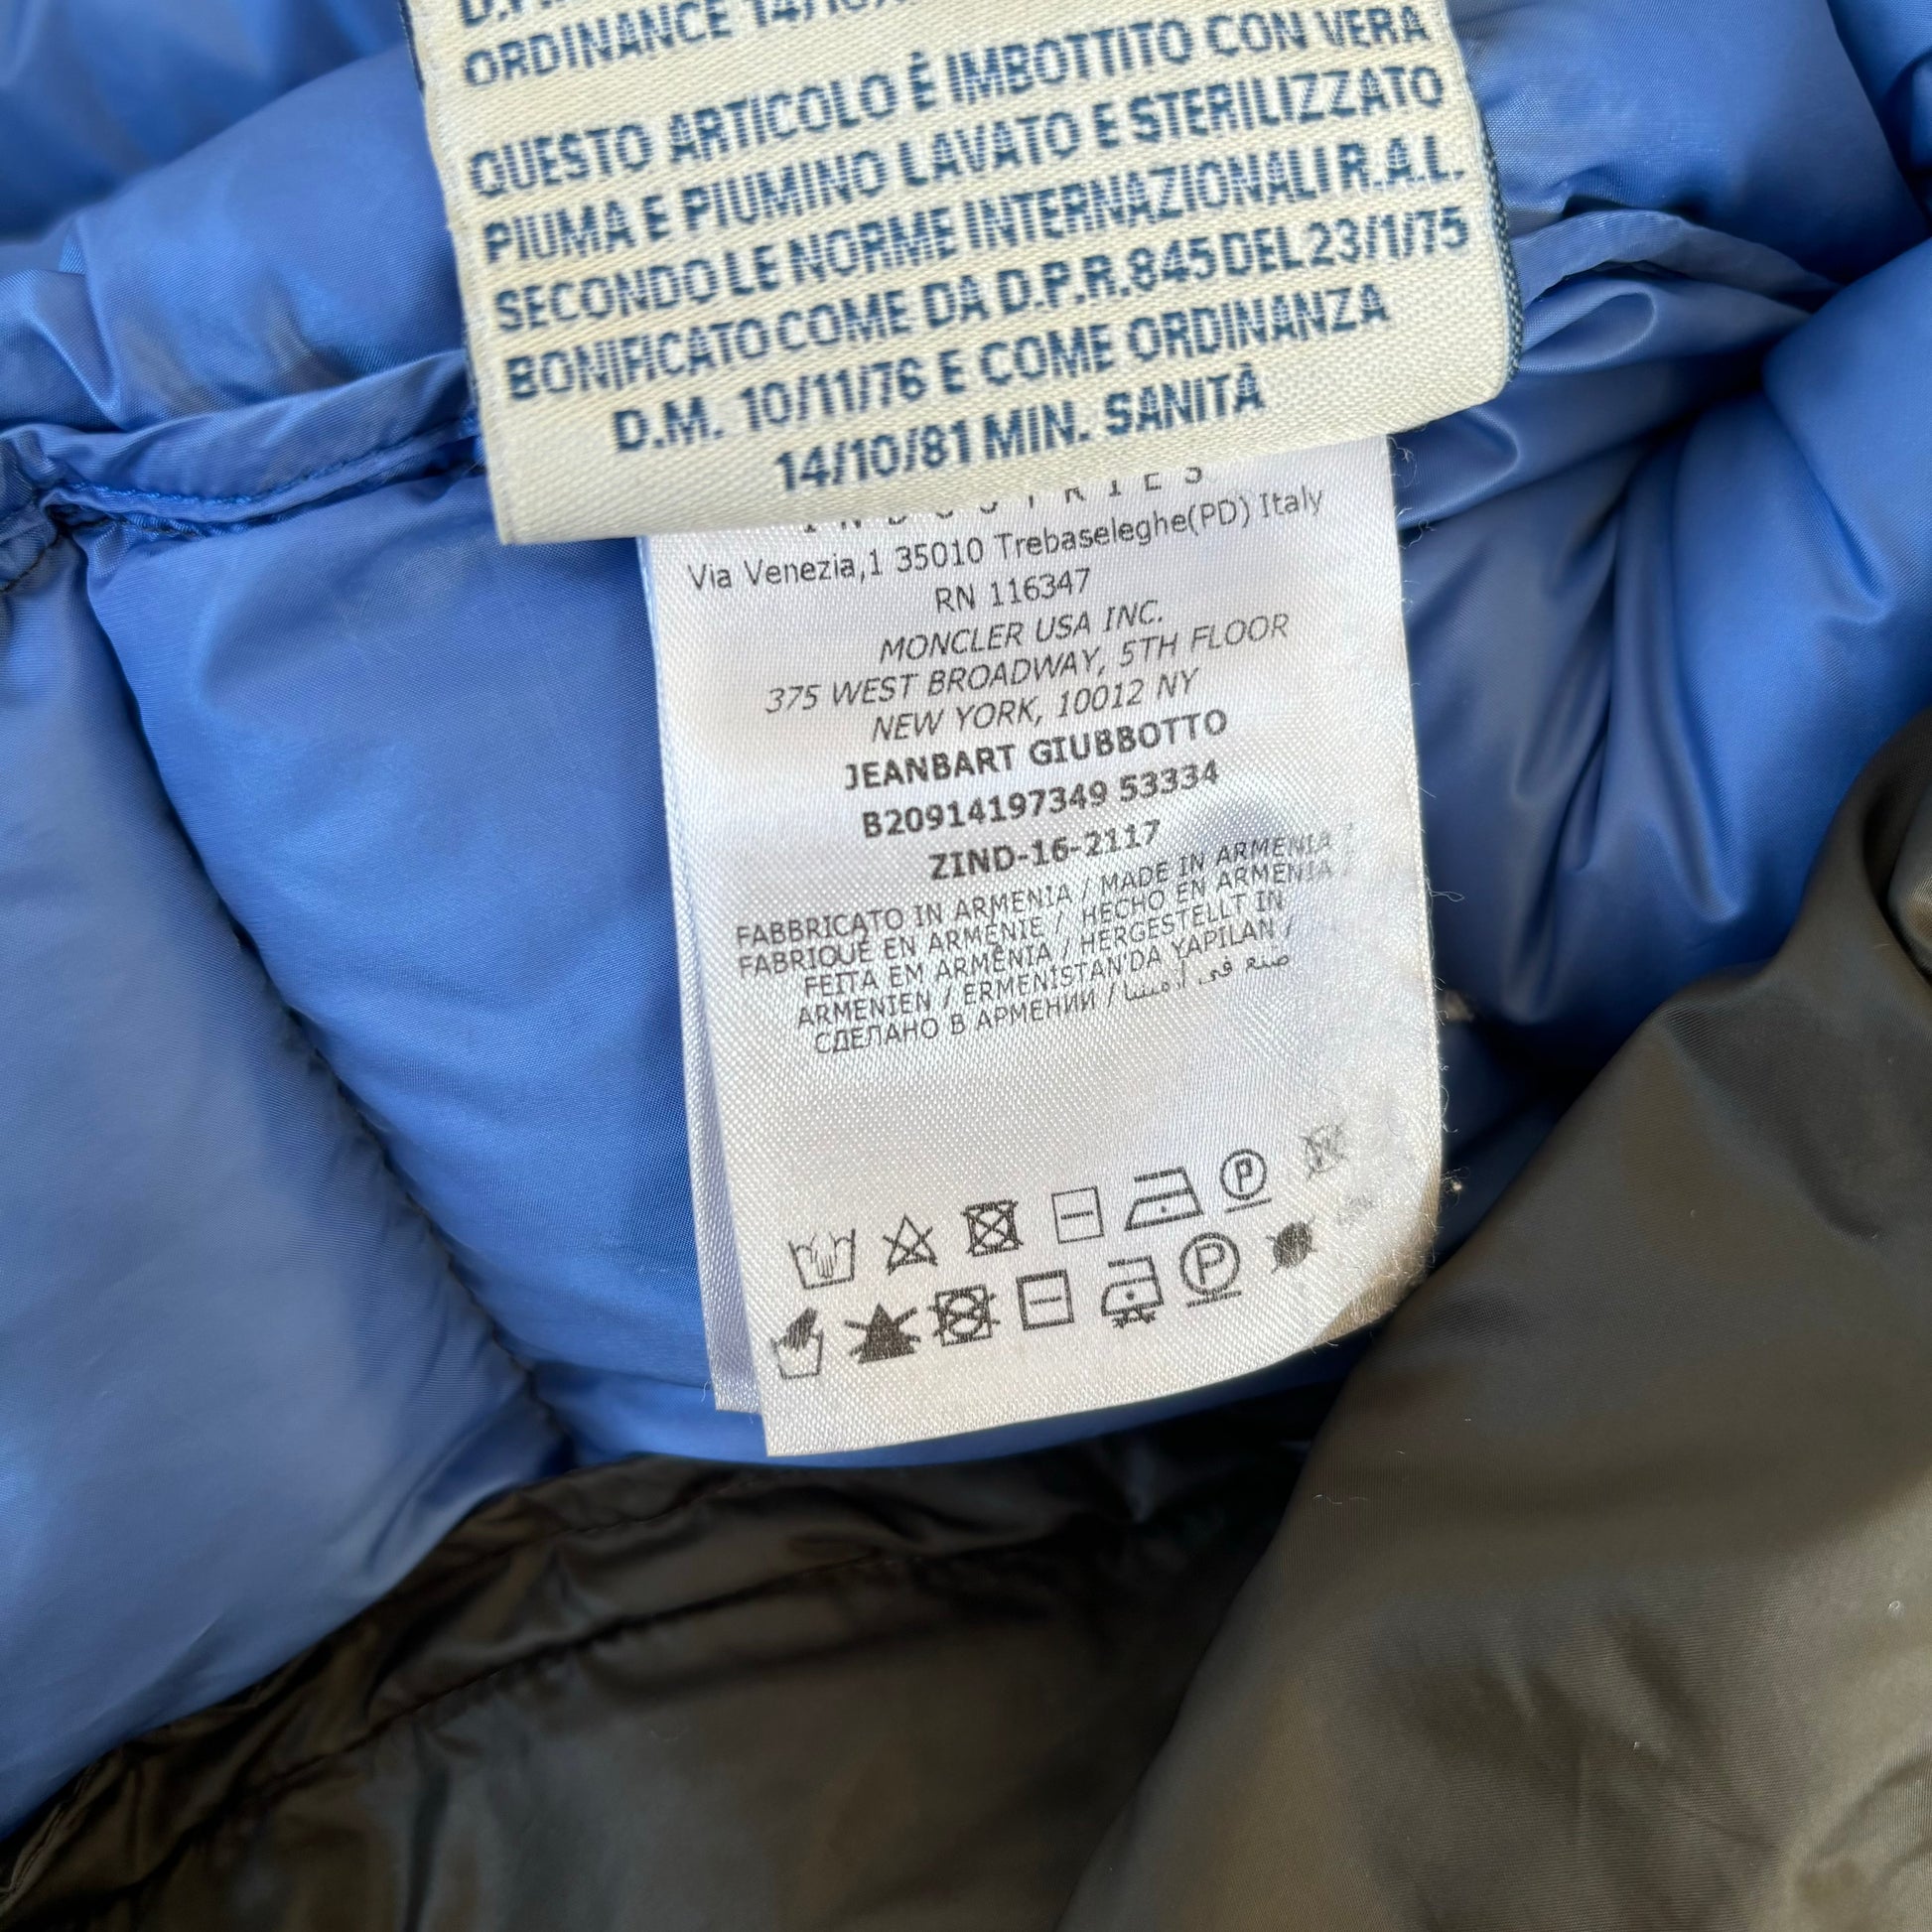 ORDINANCE 14/10/
QUESTO ARTICOLO È IMBOTTITO CON VERA
PIUMA E PIUMINO LAVATO E STERILIZZATO
SECONDO LE NORME INTERNAZIONALI R.A.L.
BONIFICATO COME DA D.P.R. 845 DEL 23/1/75
D.M. 10/11/76 E COME ORDINANZA
14/10/81 MIN. SANITÀ
INDUSTRIES
Via Venezia,1 35010 Trebaseleghe(PD) Italy
RN 116347
MONCLER USA INC.
375 WEST BROADWAY, 5TH FLOOR
NEW YORK, 10012 NY
JEANBART GIUBBOTTO
B20914197349 53334
ZIND-16-2117
FABBRICATO IN ARMENIA / MADE IN ARMENIA /
FABRIQUÉ EN ARMÉNIE / HECHO EN ARMENIA /
FEITA EM ARMÊNIA / HERGESTELLT IN
ARMENIEN / ERMENISTAN'DA YAPILAN /
СДЕЛАНО В АРМЕНИИ / صنع في أرمينيا
P
P